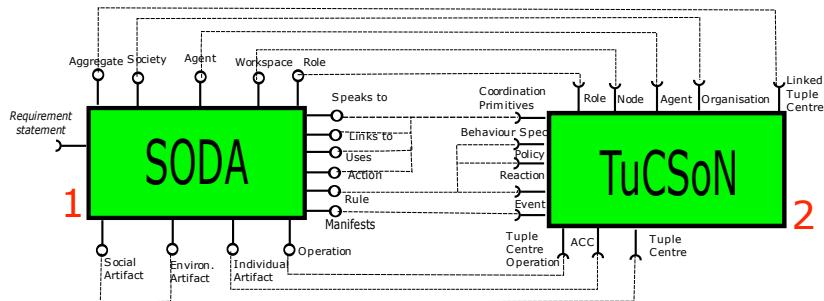 Aggregate Society Agent Workspace Role
Linked
Tuple
Centre
Role Node Agent Organisation
Speaks to
Coordination
Primitives
Requirement
statement
Links to
Behaviour Spec
Uses
Policy
SODA
TuCSoN
Action
Reaction
Rule
1
Event
2
Manifests
Operation
Tuple
Centre
Operation
ACC
Tuple
Centre
Social
Artifact
Environ.
Artifact
Individual
Artifact